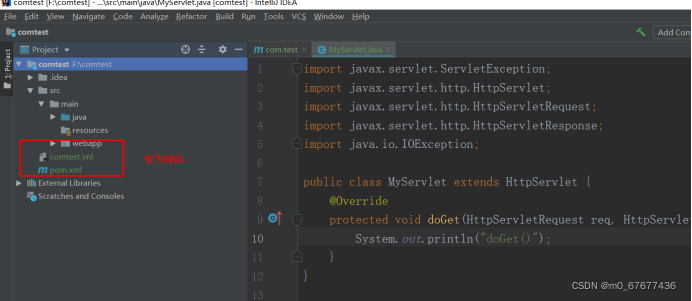 comtest [F:\comtest] - ...\src\main\java\MyServlet.java [comtest] - IntelliJ IDEA
File Edit View Navigate Code Analyze Refactor Build Run Tools VCS Window Help
comtest
Add Con
1: Project
Project
com.test
MyServlet.java
comtest F:\comtest
.idea
src
main
java
resources
webapp
comtest.iml
pom.xml
External Libraries
Scratches and Consoles
变为绿色
1 import javax.servlet.ServletException;
2 import javax.servlet.http.HttpServlet;
3 import javax.servlet.http.HttpServletRequest;
4 import javax.servlet.http.HttpServletResponse;
5 import java.io.IOException;
6
7 public class MyServlet extends HttpServlet {
8 @Override
9 protected void doGet(HttpServletRequest req, HttpServlet
10 System.out.println("doGet()");
11 }
12 }
13
CSDN @m0_67677436